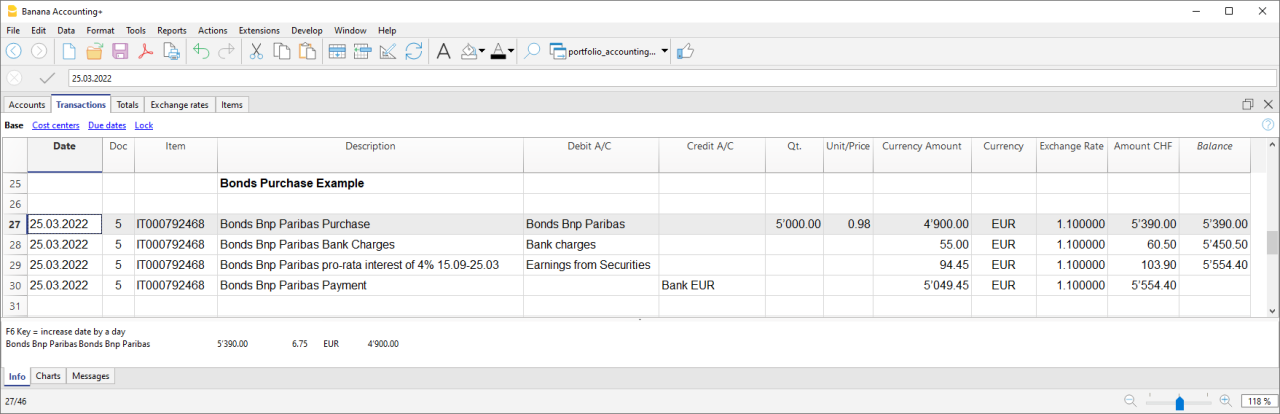 Banana Accounting+
File Edit Data Format Tools Reports Actions Extensions Develop Window Help
portfolio_accounting...
25.03.2022
Accounts Transactions Totals Exchange rates Items
Base Cost centers Due dates Lock
Date Doc Item Description Debit A/C Credit A/C Qt. Unit/Price Currency Amount Currency Exchange Rate Amount CHF Balance
25 Bonds Purchase Example
26
27 25.03.2022 5 IT000792468 Bonds Bnp Paribas Purchase Bonds Bnp Paribas 5'000.00 0.98 4'900.00 EUR 1.100000 5'390.00 5'390.00
28 25.03.2022 5 IT000792468 Bonds Bnp Paribas Bank Charges Bank charges 55.00 EUR 1.100000 60.50 5'450.50
29 25.03.2022 5 IT000792468 Bonds Bnp Paribas pro-rata interest of 4% 15.09-25.03 Earnings from Securities 94.45 EUR 1.100000 103.90 5'554.40
30 25.03.2022 5 IT000792468 Bonds Bnp Paribas Payment Bank EUR 5'049.45 EUR 1.100000 5'554.40
31
F6 Key = increase date by a day
Bonds Bnp Paribas Bonds Bnp Paribas 5'390.00 6.75 EUR 4'900.00
Info Charts Messages
27/46 118 %